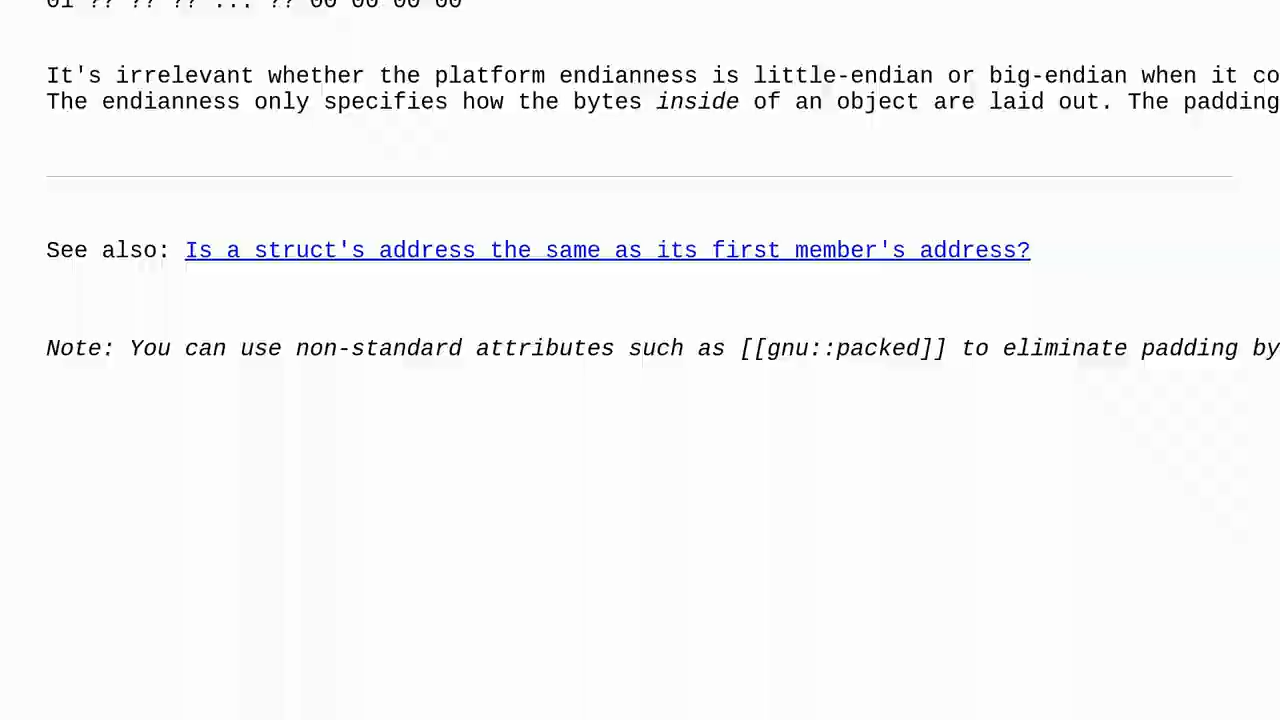 01 ?? ?? ?? ... ?? 00 00 00 00
It's irrelevant whether the platform endianness is little-endian or big-endian when it co
The endianness only specifies how the bytes inside of an object are laid out. The padding
See also: Is a struct's address the same as its first member's address?
Note: You can use non-standard attributes such as [[gnu::packed]] to eliminate padding by